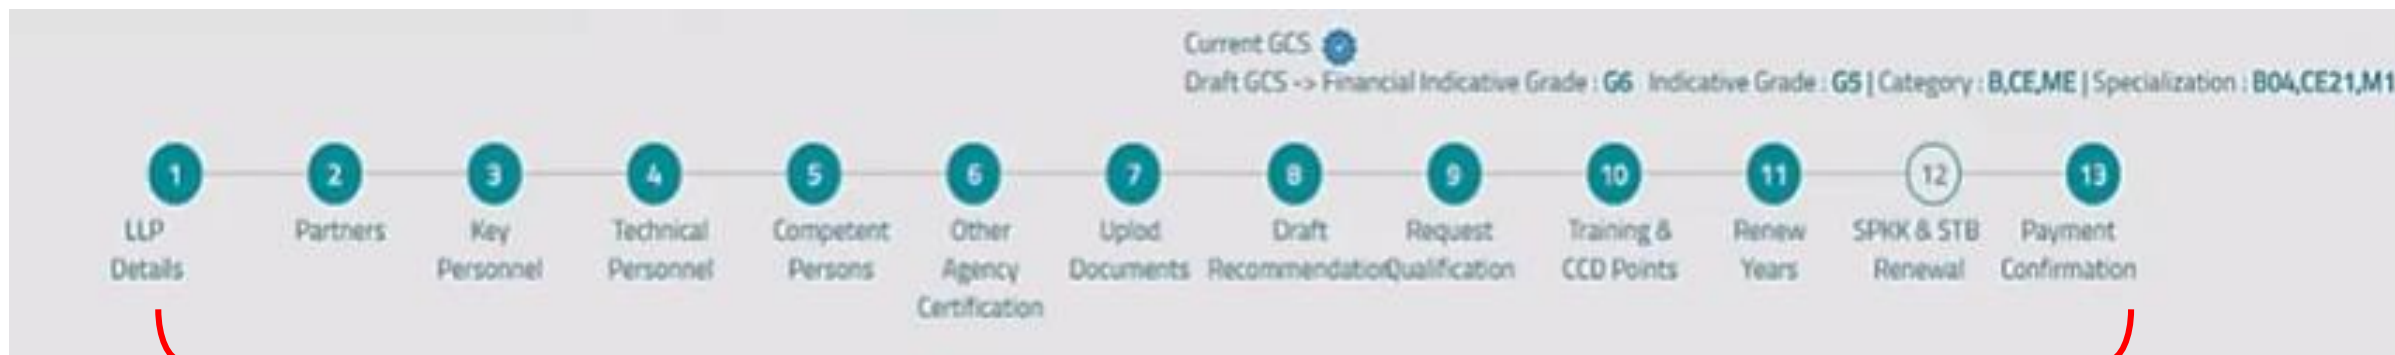 Current GCS
Draft GCS -> Financial Indicative Grade : G6 Indicative Grade : G5 | Category : B,CE,ME | Specialization : B04,CE21,M1
1 2 3 4 5 6 7 8 9 10 11 12 13
LLP Details
Partners
Key Personnel
Technical Personnel
Competent Persons
Other Agency Certification
Uplod Documents
Draft Recommendation
Request Qualification
Training & CCD Points
Renew Years
SPKK & STB Renewal
Payment Confirmation